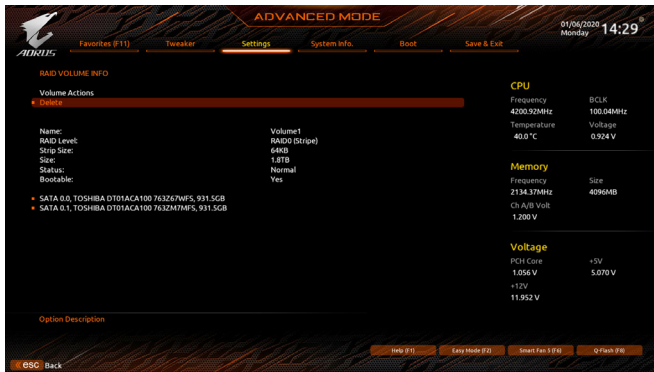 ADVANCED MODE
01/06/2020 Monday 14:29
AORUS
Favorites (F11) Tweaker Settings System Info. Boot Save & Exit
RAID VOLUME INFO
Volume Actions
Delete
Name: Volume1
RAID Level: RAID0 (Stripe)
Strip Size: 64KB
Size: 1.8TB
Status: Normal
Bootable: Yes
SATA 0.0, TOSHIBA DT01ACA100 763Z67WFS, 931.5GB
SATA 0.1, TOSHIBA DT01ACA100 763ZM7MFS, 931.5GB
CPU
Frequency BCLK
4200.92MHz 100.04MHz
Temperature Voltage
40.0 °C 0.924 V
Memory
Frequency Size
2134.37MHz 4096MB
Ch A/B Volt
1.200 V
Voltage
PCH Core +5V
1.056 V 5.070 V
+12V
11.952 V
Option Description
Help (F1) Easy Mode (F2) Smart Fan 5 (F6) Q-Flash (F8)
esc Back